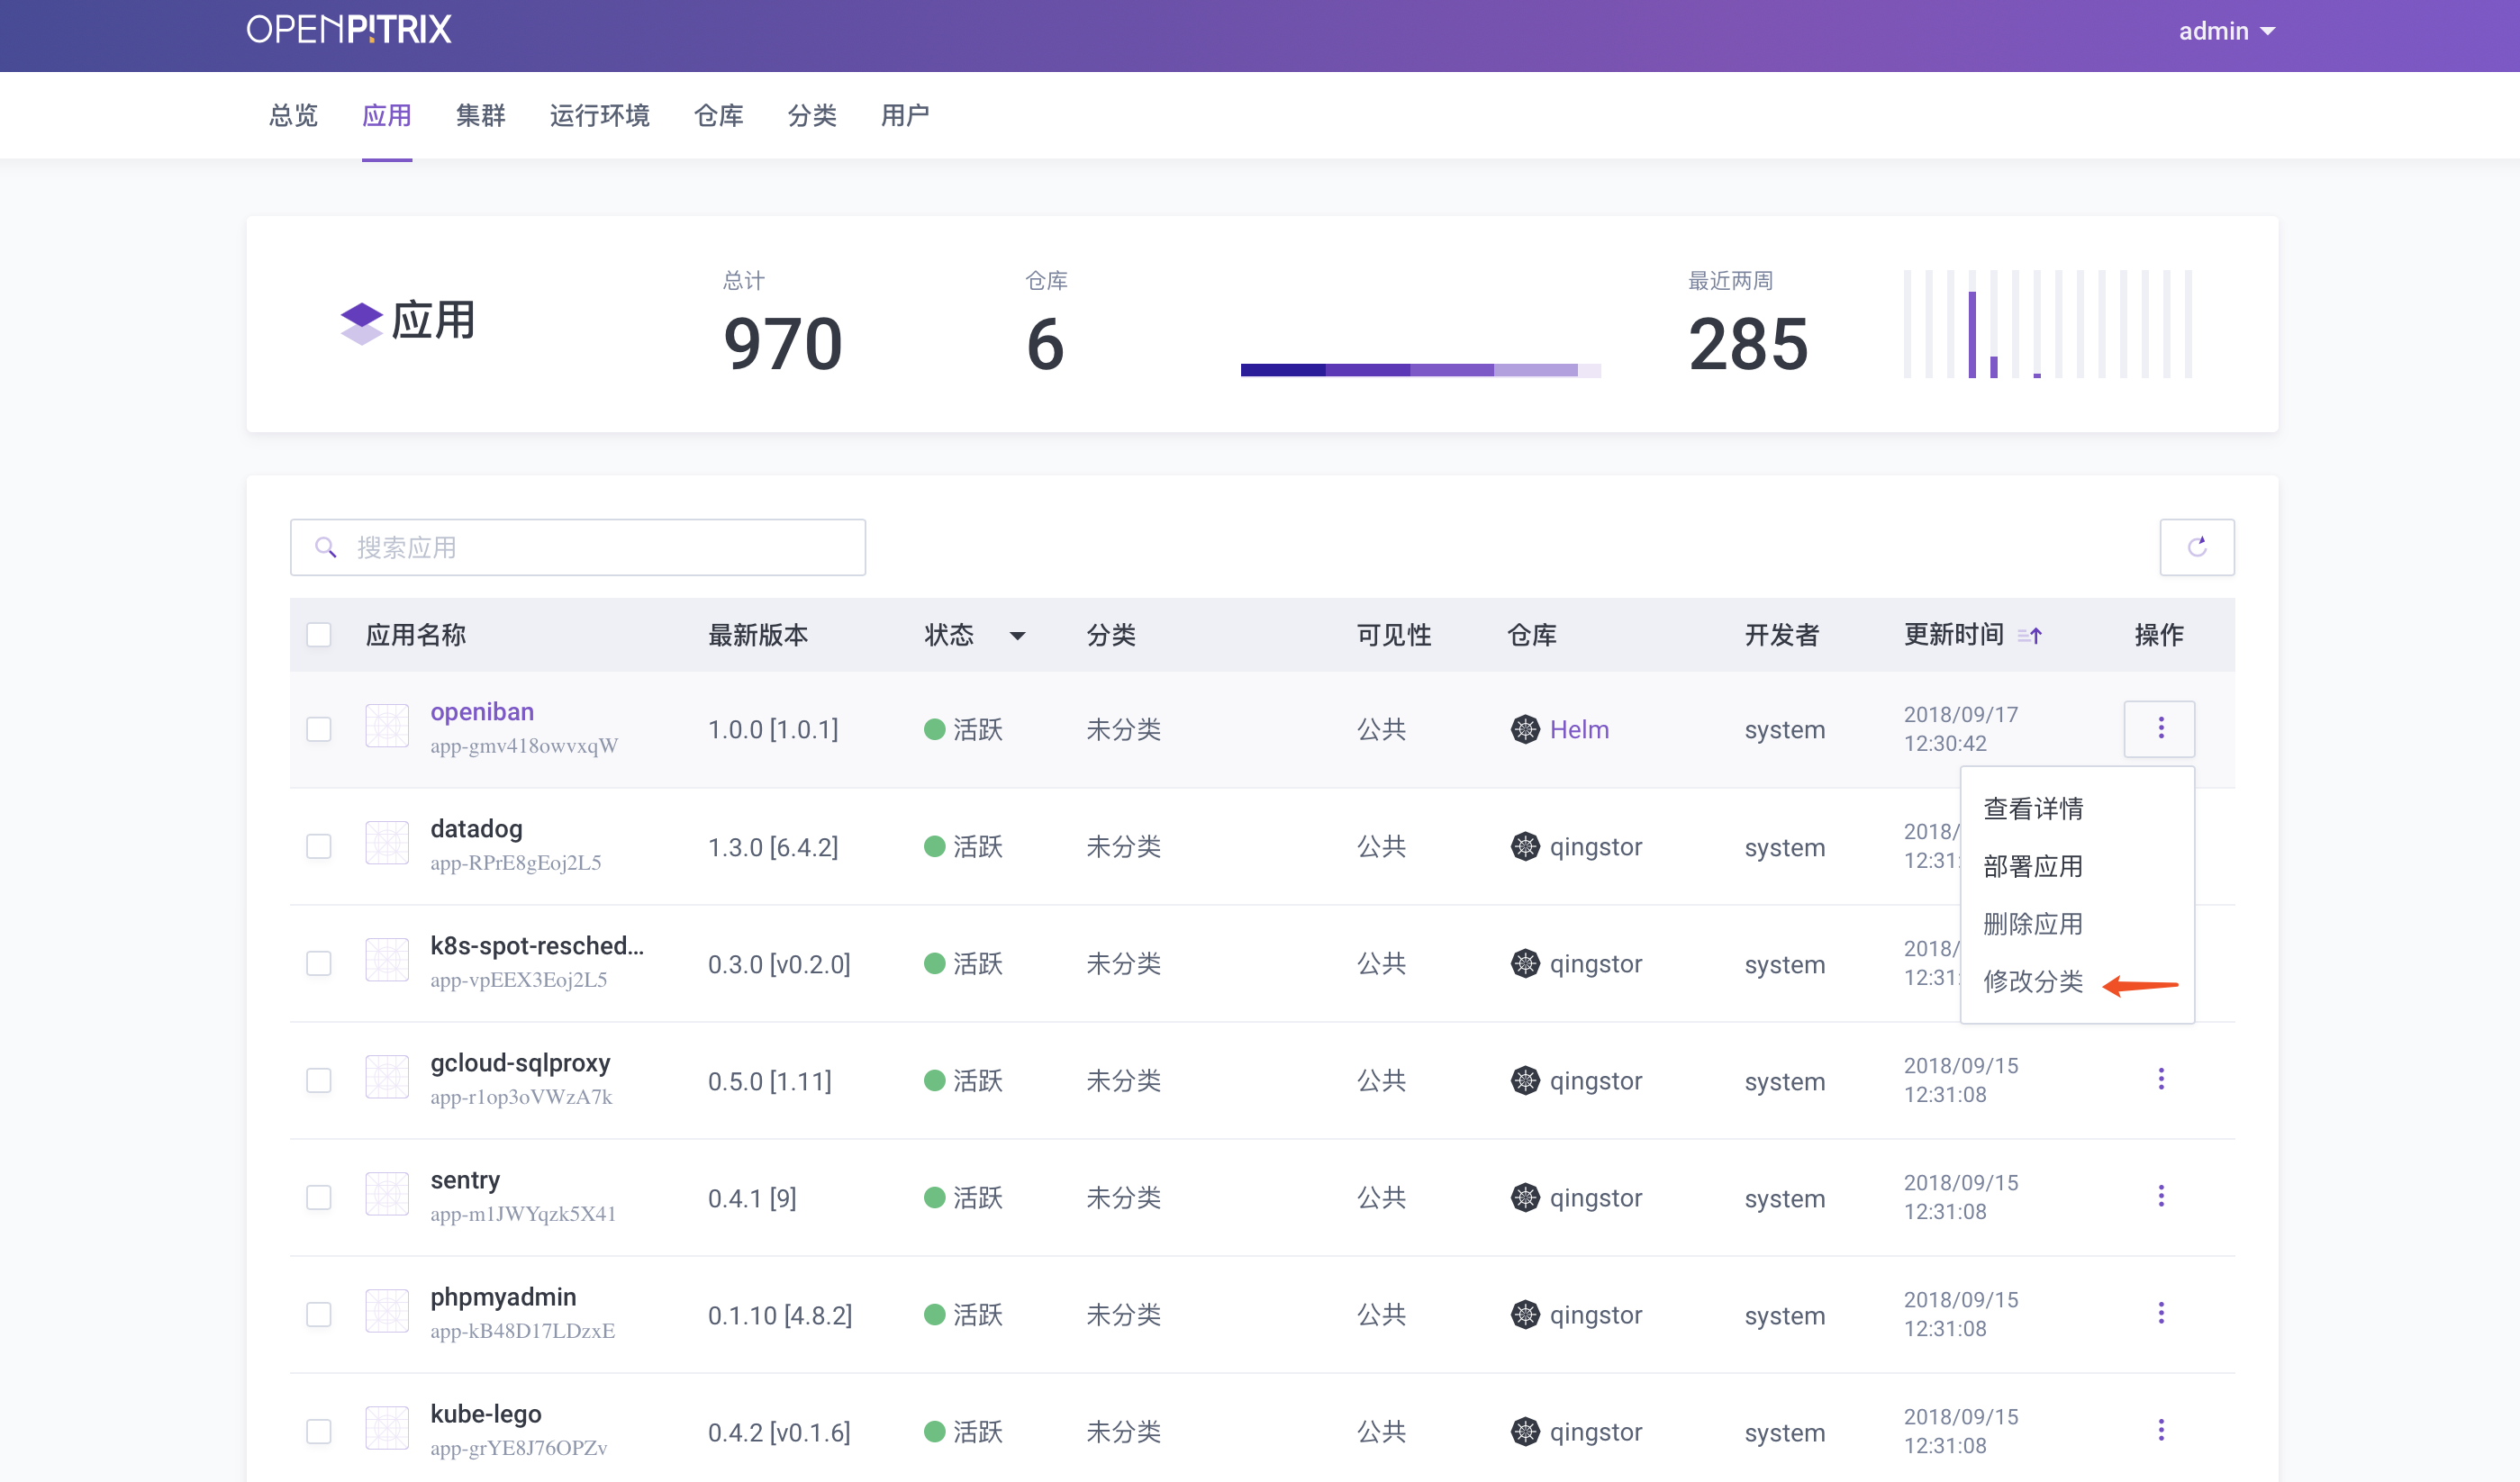 OPENPITRIX
admin
总览 应用 集群 运行环境 仓库 分类 用户
应用
总计
970
仓库
6
最近两周
285
搜索应用
应用名称 最新版本 状态 分类 可见性 仓库 开发者 更新时间 操作
openiban
app-gmv418owvxqW
1.0.0 [1.0.1] 活跃 未分类 公共 Helm system
2018/09/17
12:30:42
查看详情
部署应用
删除应用
修改分类
datadog
app-RPrE8gEoj2L5
1.3.0 [6.4.2] 活跃 未分类 公共 qingstor system
2018/
12:31:
k8s-spot-resched...
app-vpEEX3Eoj2L5
0.3.0 [v0.2.0] 活跃 未分类 公共 qingstor system
2018/
12:31:
gcloud-sqlproxy
app-r1op3oVWzA7k
0.5.0 [1.11] 活跃 未分类 公共 qingstor system
2018/09/15
12:31:08
sentry
app-m1JWYqzk5X41
0.4.1 [9] 活跃 未分类 公共 qingstor system
2018/09/15
12:31:08
phpmyadmin
app-kB48D17LDzxE
0.1.10 [4.8.2] 活跃 未分类 公共 qingstor system
2018/09/15
12:31:08
kube-lego
app-grYE8J76OPZv
0.4.2 [v0.1.6] 活跃 未分类 公共 qingstor system
2018/09/15
12:31:08